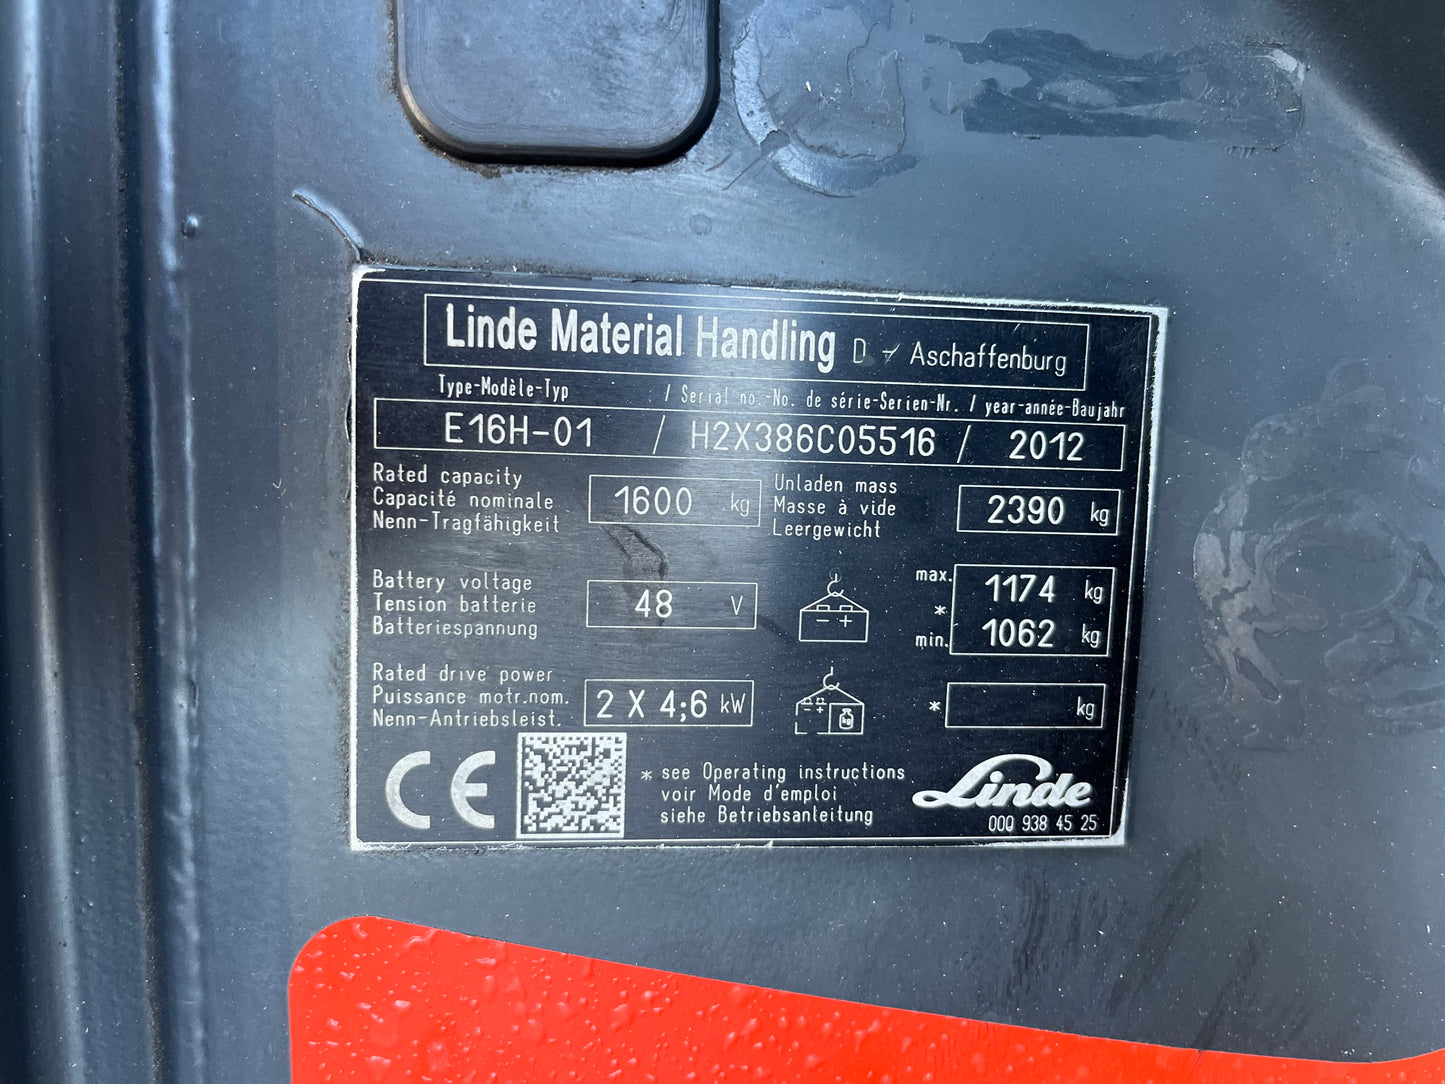 Linde Material Handling D - Aschaffenburg
Type-Modèle-Typ / Serial no.-No. de série-Serien-Nr. / year-année-Baujahr
E16H-01 / H2X386C05516 / 2012
Rated capacity
Capacité nominale
Nenn-Tragfähigkeit
1600 kg
Unladen mass
Masse à vide
Leergewicht
2390 kg
Battery voltage
Tension batterie
Batteriespannung
48 V
- +
max. 1174 kg
*
min. 1062 kg
Rated drive power
Puissance motr.nom.
Nenn-Antriebsleist.
2 X 4;6 kW
- +
kg
* kg
CE
* see Operating instructions
voir Mode d'emploi
siehe Betriebsanleitung
Linde
000 938 45 25